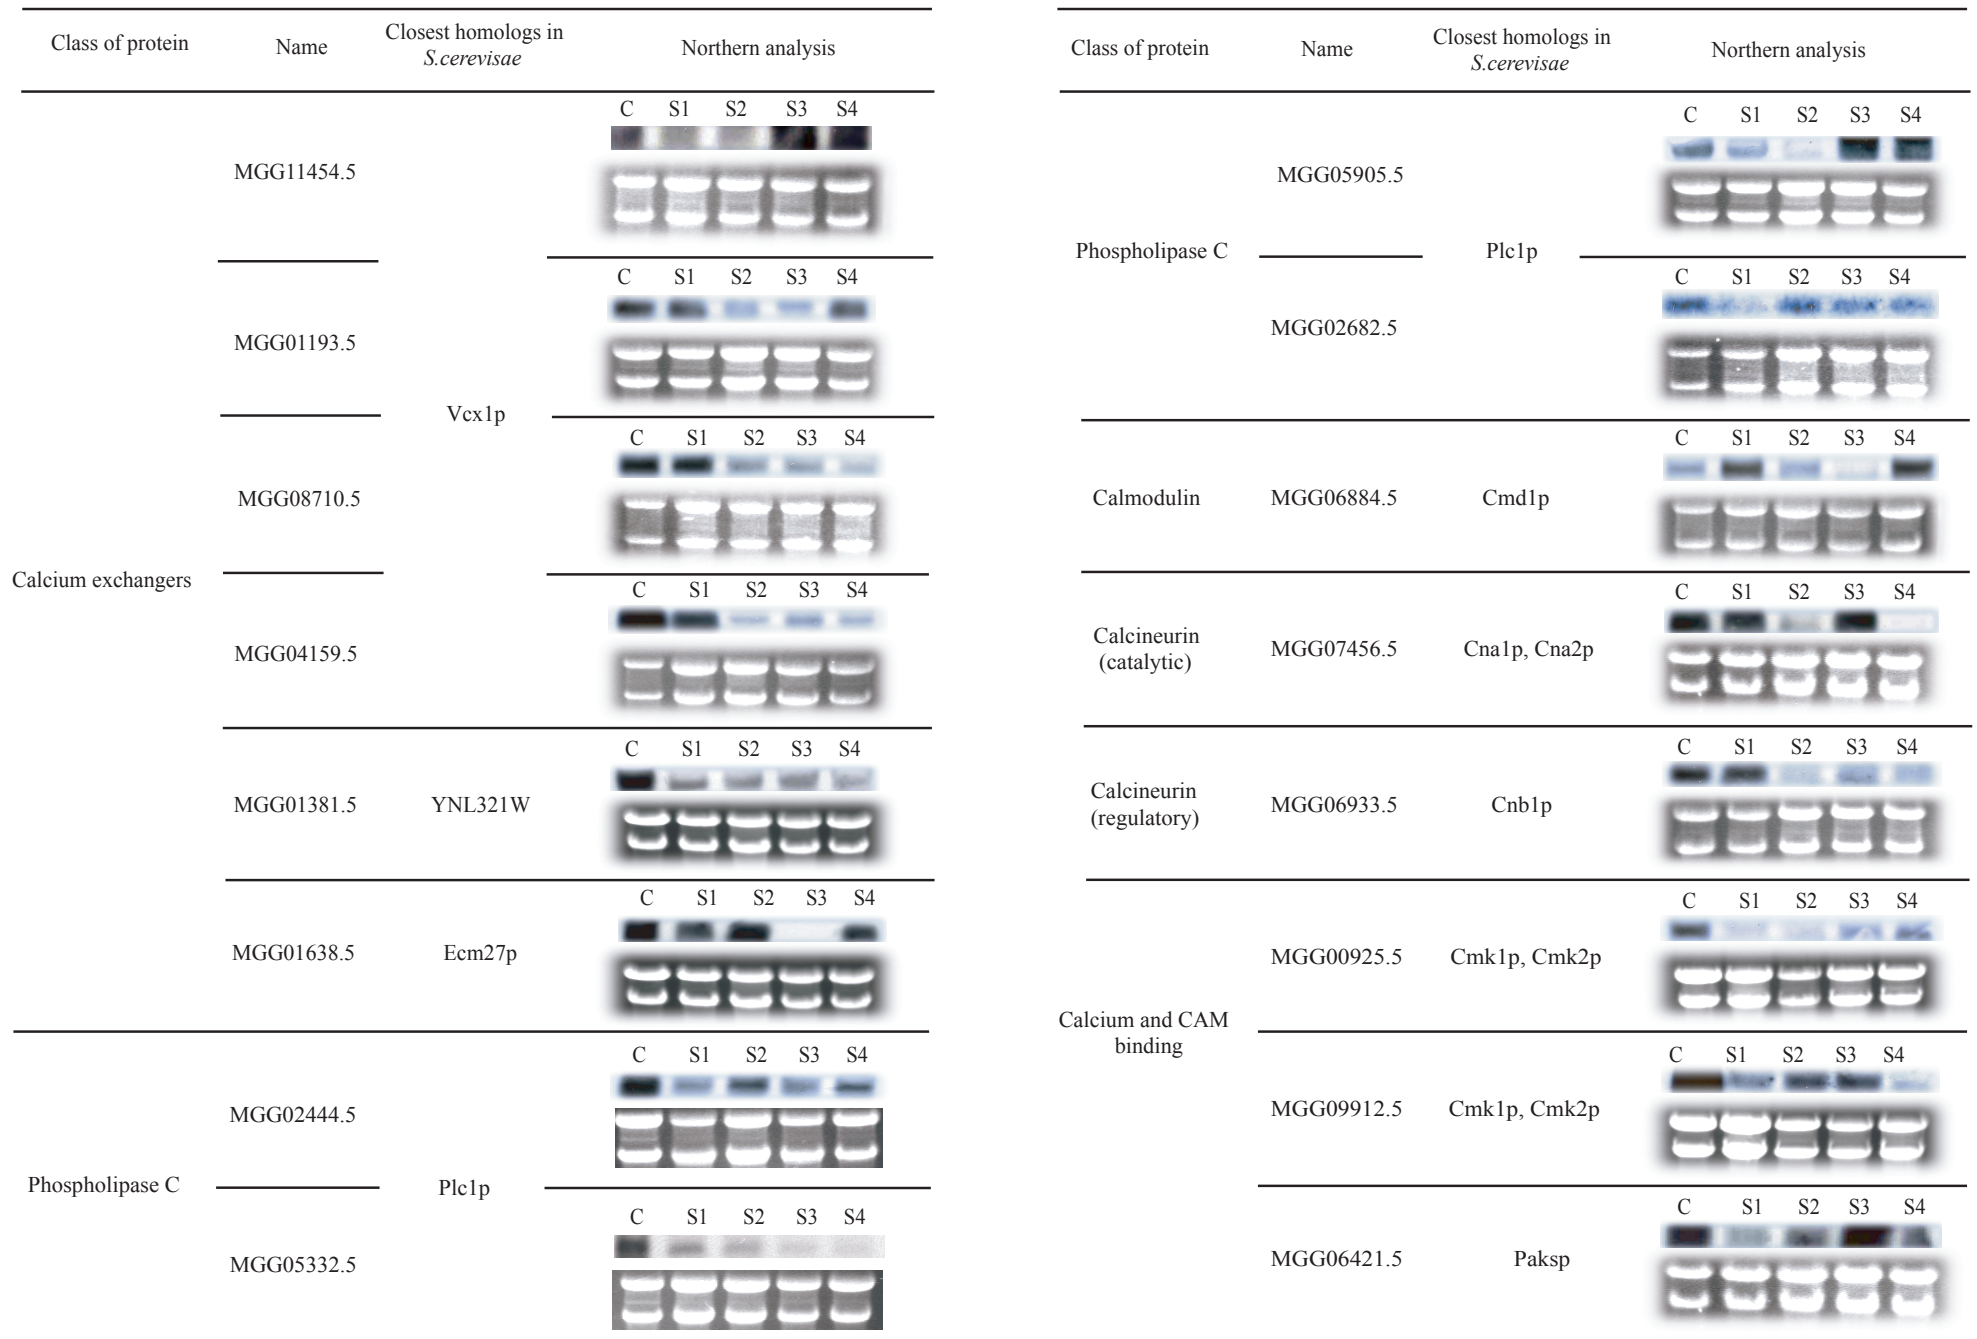 Class of protein Name Closest homologs in Northern analysis
S.cerevisae
C S1 S2 S3 S4
MGG11454.5
C S1 S2 S3 S4
MGG01193.5
Vcx1p
C S1 S2 S3 S4
MGG08710.5
Calcium exchangers
C S1 S2 S3 S4
MGG04159.5
C S1 S2 S3 S4
MGG01381.5 YNL321W
C S1 S2 S3 S4
MGG01638.5 Ecm27p
C S1 S2 S3 S4
MGG02444.5
Phospholipase C Plc1p
C S1 S2 S3 S4
MGG05332.5
Class of protein Name Closest homologs in Northern analysis
S.cerevisae
C S1 S2 S3 S4
MGG05905.5
Phospholipase C Plc1p
C S1 S2 S3 S4
MGG02682.5
C S1 S2 S3 S4
Calmodulin MGG06884.5 Cmd1p
C S1 S2 S3 S4
Calcineurin
(catalytic) MGG07456.5 Cna1p, Cna2p
C S1 S2 S3 S4
Calcineurin
(regulatory) MGG06933.5 Cnb1p
C S1 S2 S3 S4
MGG00925.5 Cmk1p, Cmk2p
Calcium and CAM
binding
C S1 S2 S3 S4
MGG09912.5 Cmk1p, Cmk2p
C S1 S2 S3 S4
MGG06421.5 Paksp